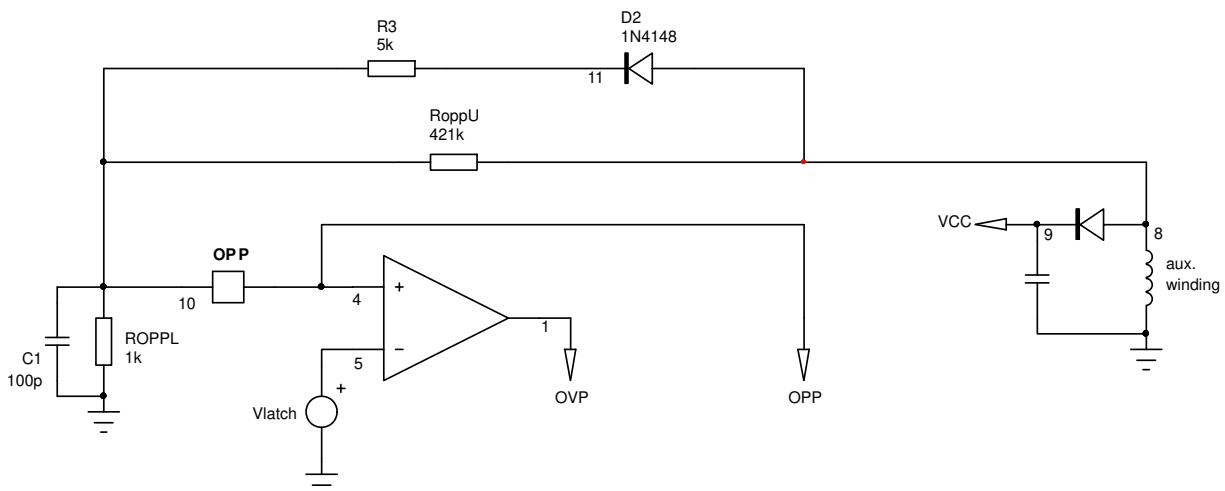 D2
1N4148
R3
5k
11
RoppU
421k
VCC
9
8
OPP
aux.
winding
10
4
+
1
ROPPL
1k
C1
100p
5
–
+
Vlatch
OVP
OPP